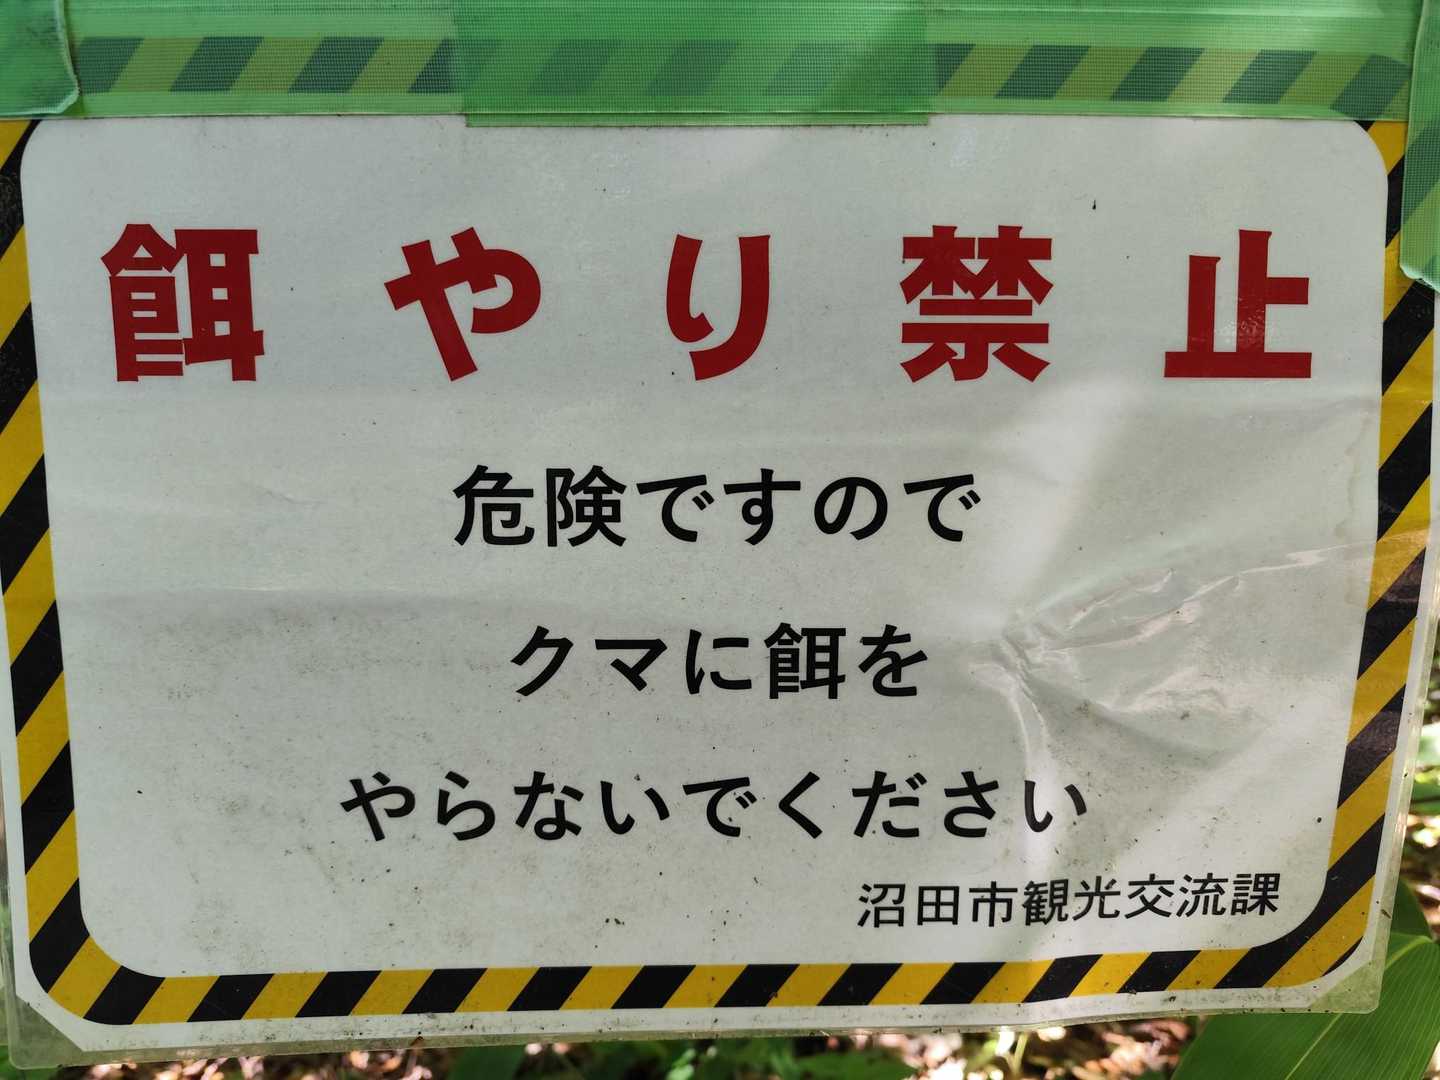 餌やり禁止
危険ですので
クマに餌を
やらないでください
沼田市観光交流課